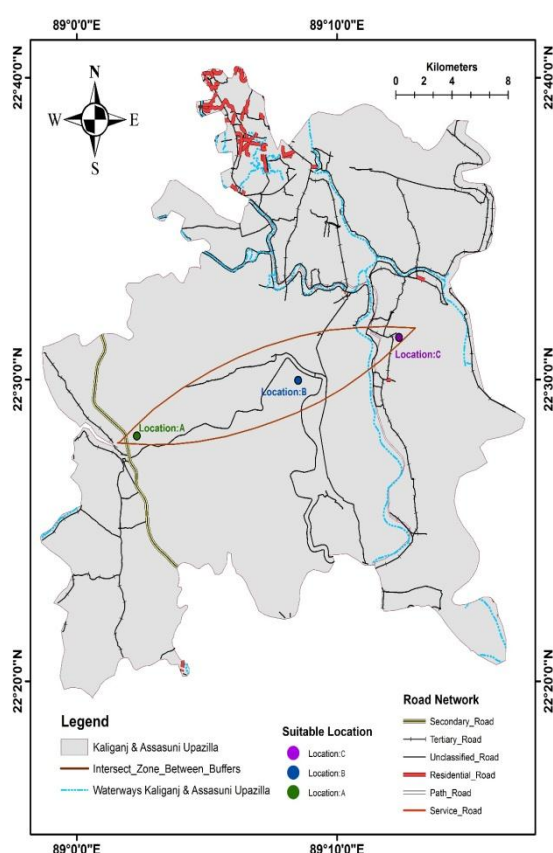 89°0'0"E 89°10'0"E
22°40'0"N 22°40'0"N
N
W E
S
Kilometers
0 2 4 6 8
Location:C
22°30'0"N 22°30'0"N
Location:B
Location:A
22°20'0"N 22°20'0"N
Legend
Kaliganj & Assasuni Upazilla
Intersect_Zone_Between_Buffers
Waterways Kaliganj & Assasuni Upazilla
Suitable Location
Location:C
Location:B
Location:A
Road Network
Secondary_Road
Tertiary_Road
Unclassified_Road
Residential_Road
Path_Road
Service_Road
89°0'0"E 89°10'0"E